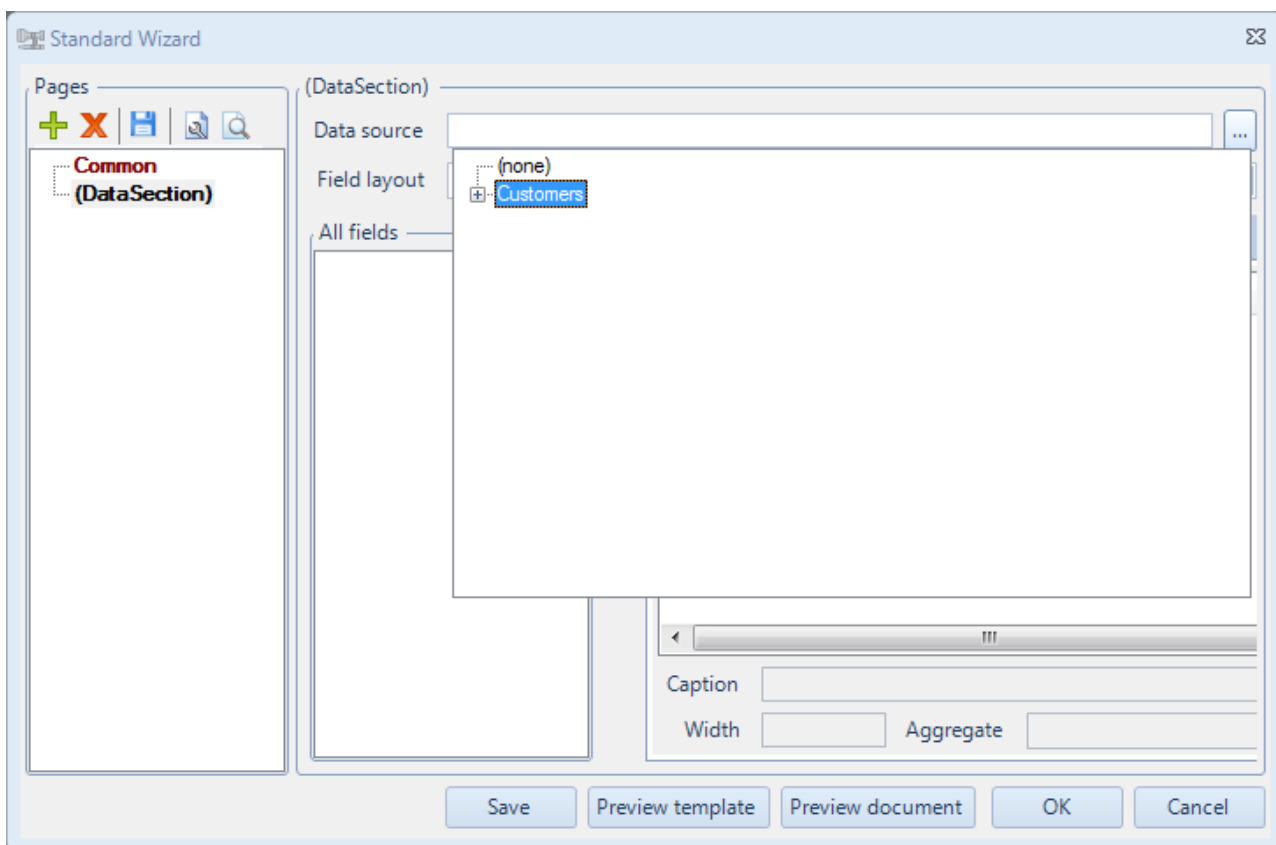 Standard Wizard
Pages
Common
(DataSection)
(DataSection)
Data source
...
(none)
Customers
Field layout
All fields
Caption
Width
Aggregate
Save
Preview template
Preview document
OK
Cancel